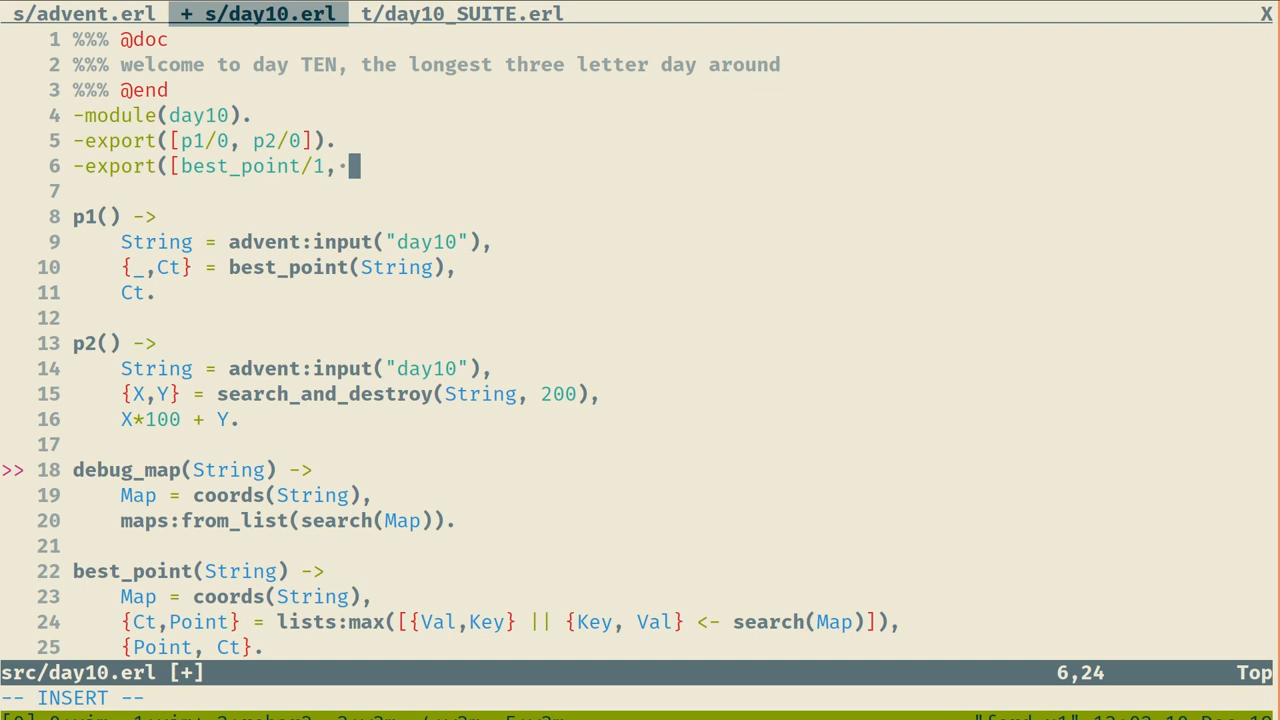 s/advent.erl  + s/day10.erl  t/day10_SUITE.erl  X
1 %%% @doc
2 %%% welcome to day TEN, the longest three letter day around
3 %%% @end
4 -module(day10).
5 -export([p1/0, p2/0]).
6 -export([best_point/1,·
7
8 p1() ->
9     String = advent:input("day10"),
10     {_,Ct} = best_point(String),
11     Ct.
12
13 p2() ->
14     String = advent:input("day10"),
15     {X,Y} = search_and_destroy(String, 200),
16     X*100 + Y.
17
>> 18 debug_map(String) ->
19     Map = coords(String),
20     maps:from_list(search(Map)).
21
22 best_point(String) ->
23     Map = coords(String),
24     {Ct,Point} = lists:max([{Val,Key} || {Key, Val} <- search(Map)]),
25     {Point, Ct}.
src/day10.erl [+]  6,24  Top
-- INSERT --